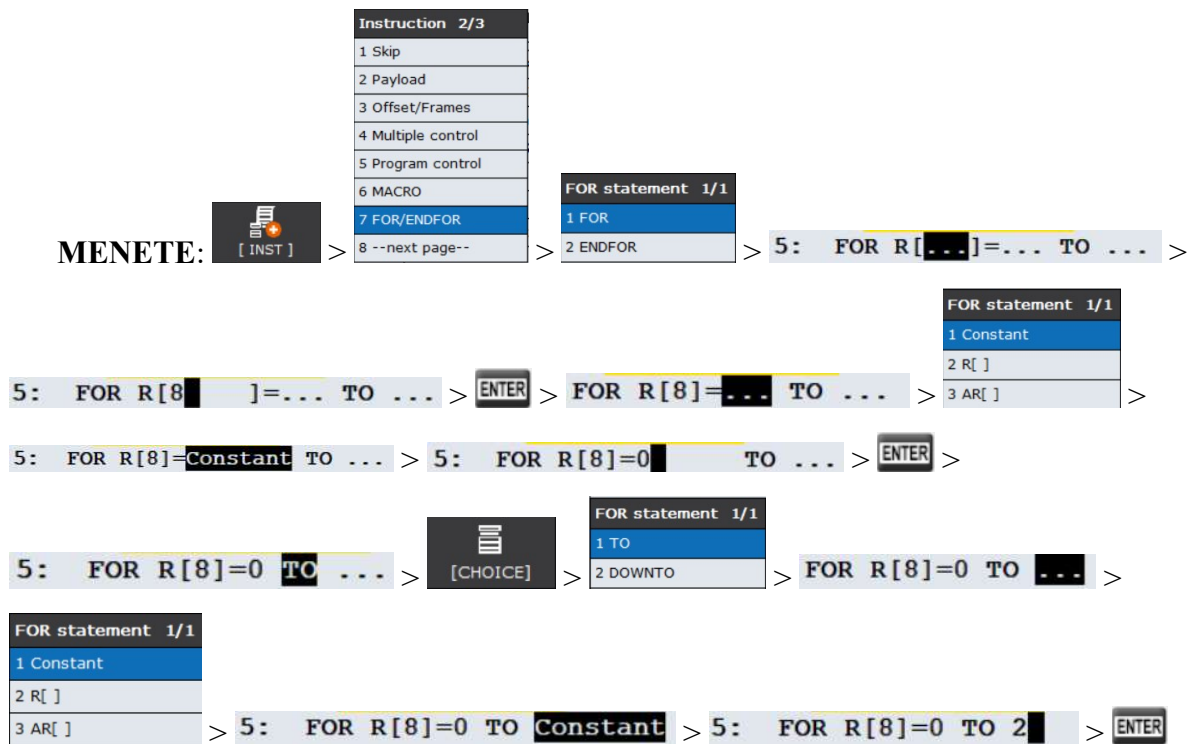 Instruction 2/3
1 Skip
2 Payload
3 Offset/Frames
4 Multiple control
5 Program control
6 MACRO
7 FOR/ENDFOR
8 --next page--
FOR statement 1/1
1 FOR
2 ENDFOR
MENETE: [ INST ] > > > 5: FOR R[...]=... TO ... >
FOR statement 1/1
1 Constant
2 R[ ]
3 AR[ ]
5: FOR R[8 ]=... TO ... > ENTER > FOR R[8]=... TO ... > >
5: FOR R[8]=Constant TO ... > 5: FOR R[8]=0 TO ... > ENTER >
FOR statement 1/1
1 TO
2 DOWNTO
5: FOR R[8]=0 TO ... > [CHOICE] > > FOR R[8]=0 TO ... >
FOR statement 1/1
1 Constant
2 R[ ]
3 AR[ ]
> 5: FOR R[8]=0 TO Constant > 5: FOR R[8]=0 TO 2 > ENTER